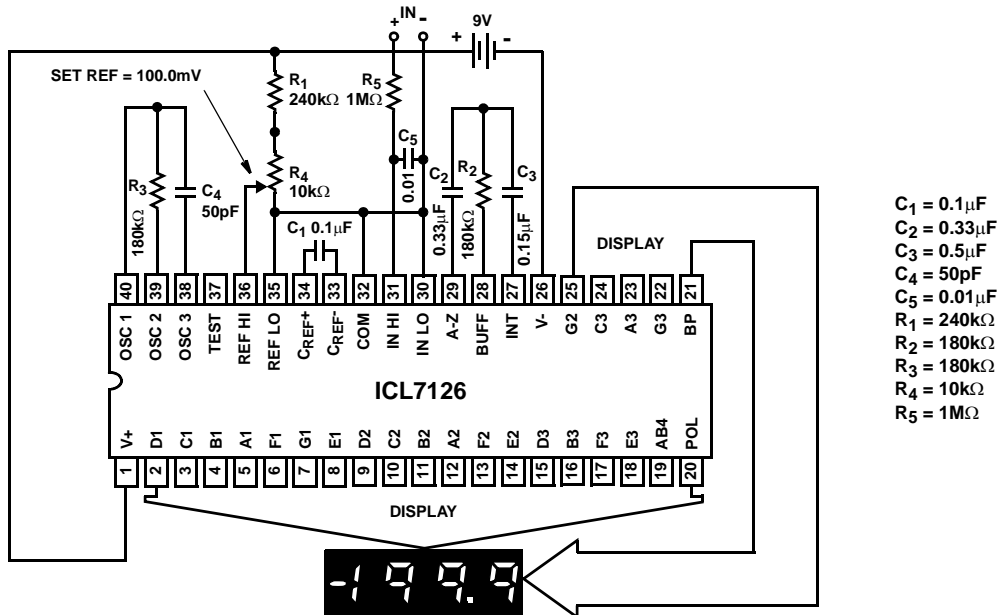 + IN -
9V
+ -
SET REF = 100.0mV
R1
240kΩ
R5
1MΩ
R4
10kΩ
C5
0.01
R3
180kΩ
C4
50pF
C1 0.1μF
C2
0.33μF
R2
180kΩ
C3
0.15μF
DISPLAY
40 39 38 37 36 35 34 33 32 31 30 29 28 27 26 25 24 23 22 21
OSC 1
OSC 2
OSC 3
TEST
REF HI
REF LO
CREF+
CREF-
COM
IN HI
IN LO
A-Z
BUFF
INT
V-
G2
C3
A3
G3
BP
ICL7126
V+
D1
C1
B1
A1
F1
G1
E1
D2
C2
B2
A2
F2
E2
D3
B3
F3
E3
AB4
POL
1 2 3 4 5 6 7 8 9 10 11 12 13 14 15 16 17 18 19 20
DISPLAY
-199.9
C1 = 0.1μF
C2 = 0.33μF
C3 = 0.5μF
C4 = 50pF
C5 = 0.01μF
R1 = 240kΩ
R2 = 180kΩ
R3 = 180kΩ
R4 = 10kΩ
R5 = 1MΩ